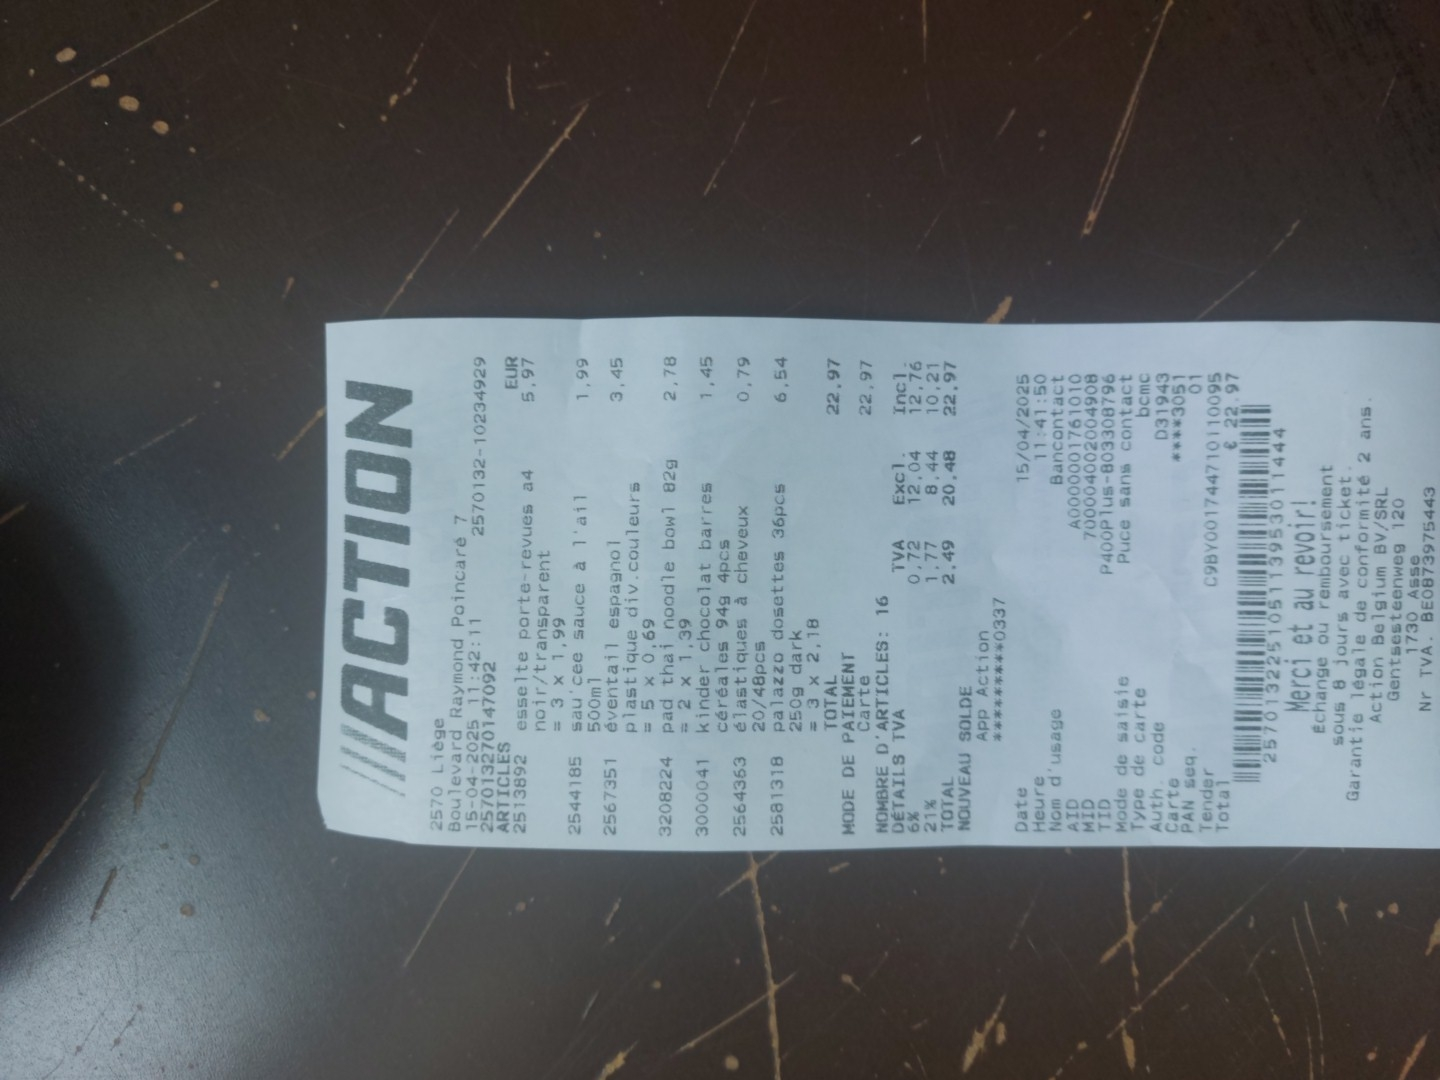 ACTION
2570 Liège
Boulevard Raymond Poincaré 7
15-04-2025 11:42:11 2570132-10234929
257013270147092
ARTICLES EUR
2513892 esselte porte-revues a4 5,97
noir/transparent
= 3 x 1,99
2544185 sau'cee sauce à l'ail 1,99
500ml
2567351 éventail espagnol 3,45
plastique div.couleurs
= 5 x 0,69
3208224 pad thai noodle bowl 82g 2,78
= 2 x 1,39
3000041 kinder chocolat barres 1,45
céréales 94g 4pcs
2564363 élastiques à cheveux 0,79
20/48pcs
2581318 palazzo dosettes 36pcs 6,54
250g dark
= 3 x 2,18
TOTAL 22,97
MODE DE PAIEMENT
Carte 22,97
NOMBRE D'ARTICLES: 16
DÉTAILS TVA TVA Excl. Incl.
6% 0,72 12,04 12,76
21% 1,77 8,44 10,21
TOTAL 2,49 20,48 22,97
NOUVEAU SOLDE
App Action
*********0337
Date 15/04/2025
Heure 11:41:50
Nom d'usage Bancontact
AID A0000001761010
MID 700004002004908
TID P400Plus-803308796
Mode de saisie Puce sans contact
Type de carte bcmc
Auth. code D31943
Carte ****3051
PAN seq. 01
Tender C9BY001744710110095
Total € 22,97
257013225105113953011444
Merci et au revoir!
Échange ou remboursement
sous 8 jours avec ticket.
Garantie légale de conformité 2 ans.
Action Belgium BV/SRL
Gentsesteenweg 120
1730 Asse
Nr TVA. BE0873975443